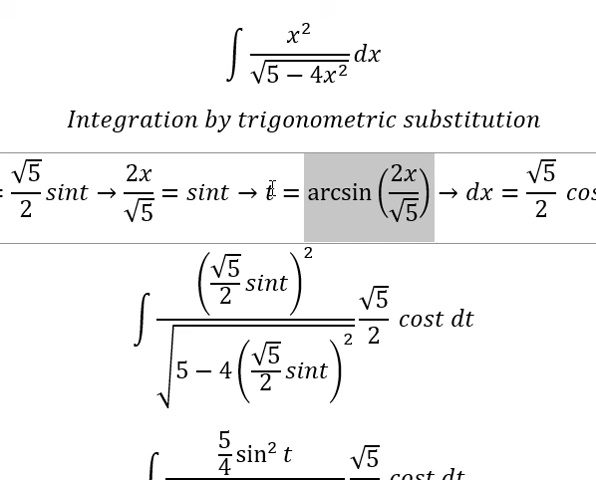 ∫ x² / √(5 − 4x²) dx
Integration by trigonometric substitution
= √5/2 sint → 2x/√5 = sint → t = arcsin (2x/√5) → dx = √5/2 cos
∫ (√5/2 sint)² / √(5 − 4(√5/2 sint)²) √5/2 cost dt
∫ 5/4 sin² t √5 cost dt